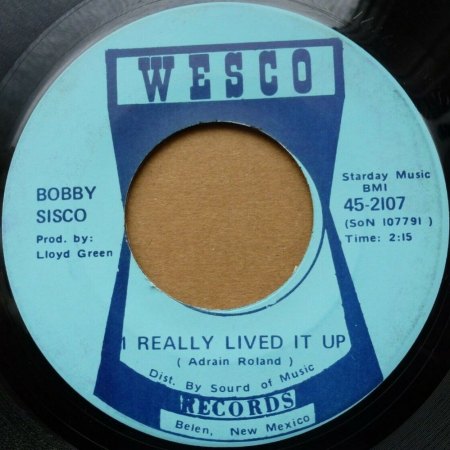 WESCO
BOBBY
SISCO
Prod. by:
Lloyd Green
Starday Music
BMI
45-2107
(SoN 107791)
Time: 2:15
I REALLY LIVED IT UP
( Adrain Roland )
Dist. By Sound of Music
RECORDS
Belen, New Mexico